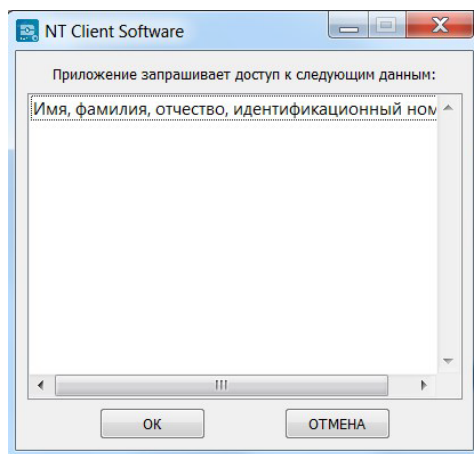 NT Client Software
Приложение запрашивает доступ к следующим данным:
Имя, фамилия, отчество, идентификационный ном
ОК
ОТМЕНА